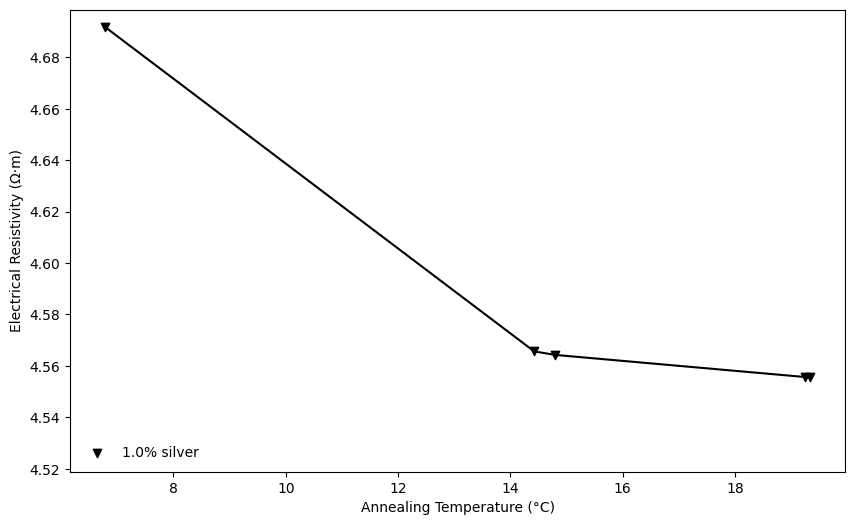 Electrical Resistivity (Ω·m)
4.68
4.66
4.64
4.62
4.60
4.58
4.56
4.54
4.52
1.0% silver
8 10 12 14 16 18
Annealing Temperature (°C)